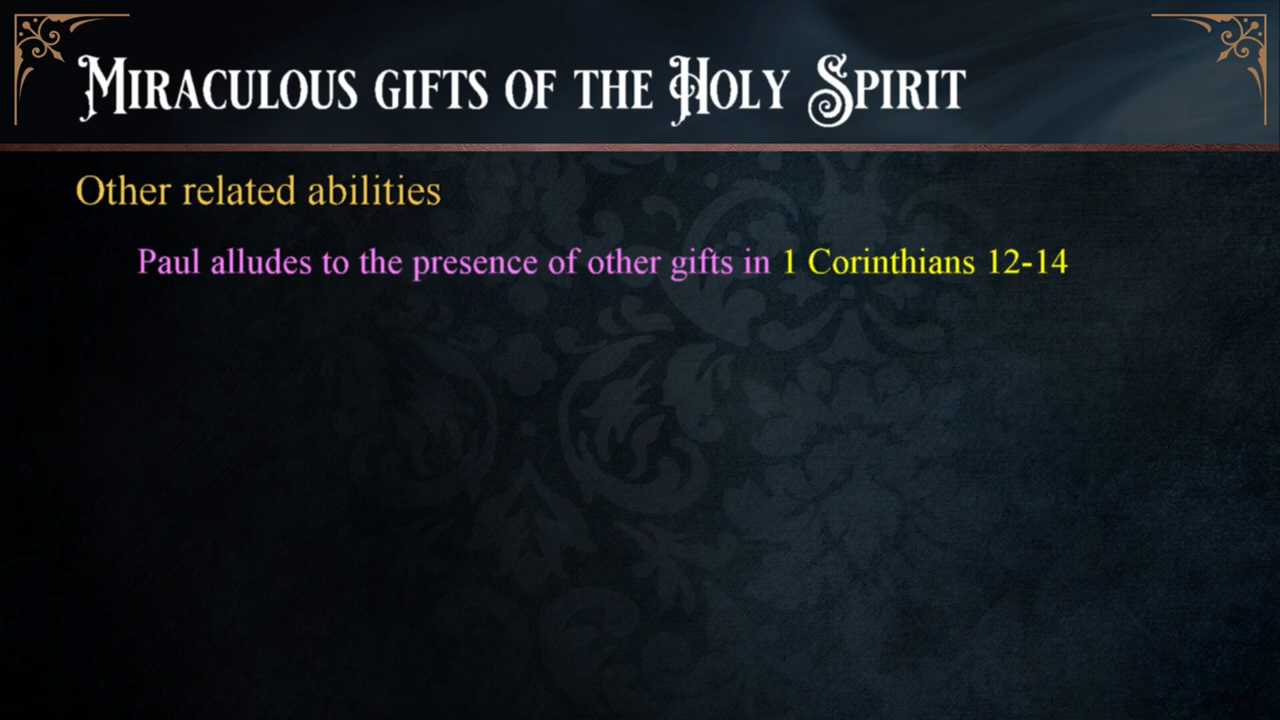 Miraculous gifts of the Holy Spirit
Other related abilities
Paul alludes to the presence of other gifts in 1 Corinthians 12-14